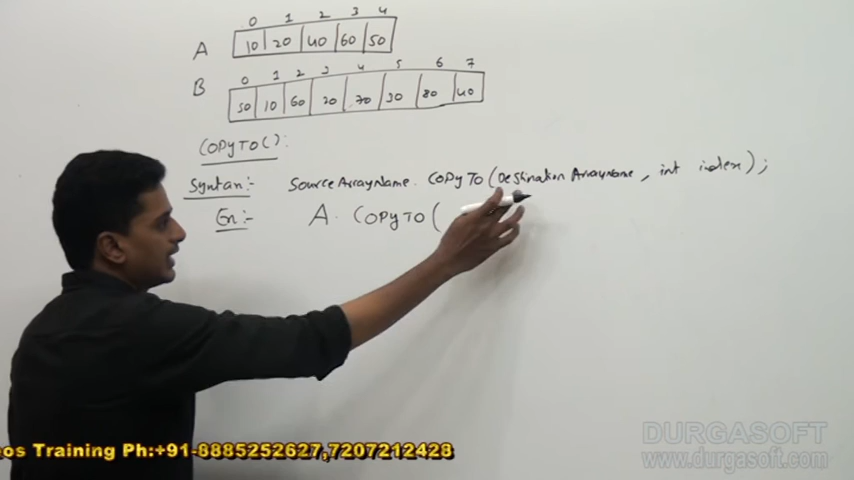 0 1 2 3 4
A 10 20 40 60 50
0 1 2 3 4 5 6 7
B 50 10 60 20 70 30 80 40
COPYTO():
Syntax:- SourceArrayName. COPYTO(Destination Arrayname, int index);
Ex:- A. COPYTO(
os Training Ph:+91-8885252627,7207212428
DURGASOFT
www.durgasoft.com